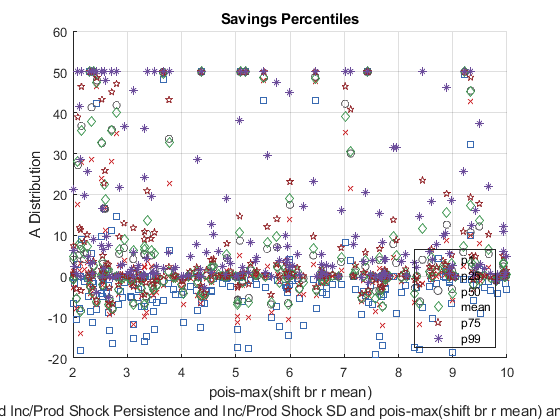 Savings Percentiles
60
50
40
30
20
10
0
-10
-20
A Distribution
p50
mean
p75
p99
2
3
4
5
6
7
8
9
10
pois-max(shift br r mean)
d Inc/Prod Shock Persistence and Inc/Prod Shock SD and pois-max(shift br r mean) ar